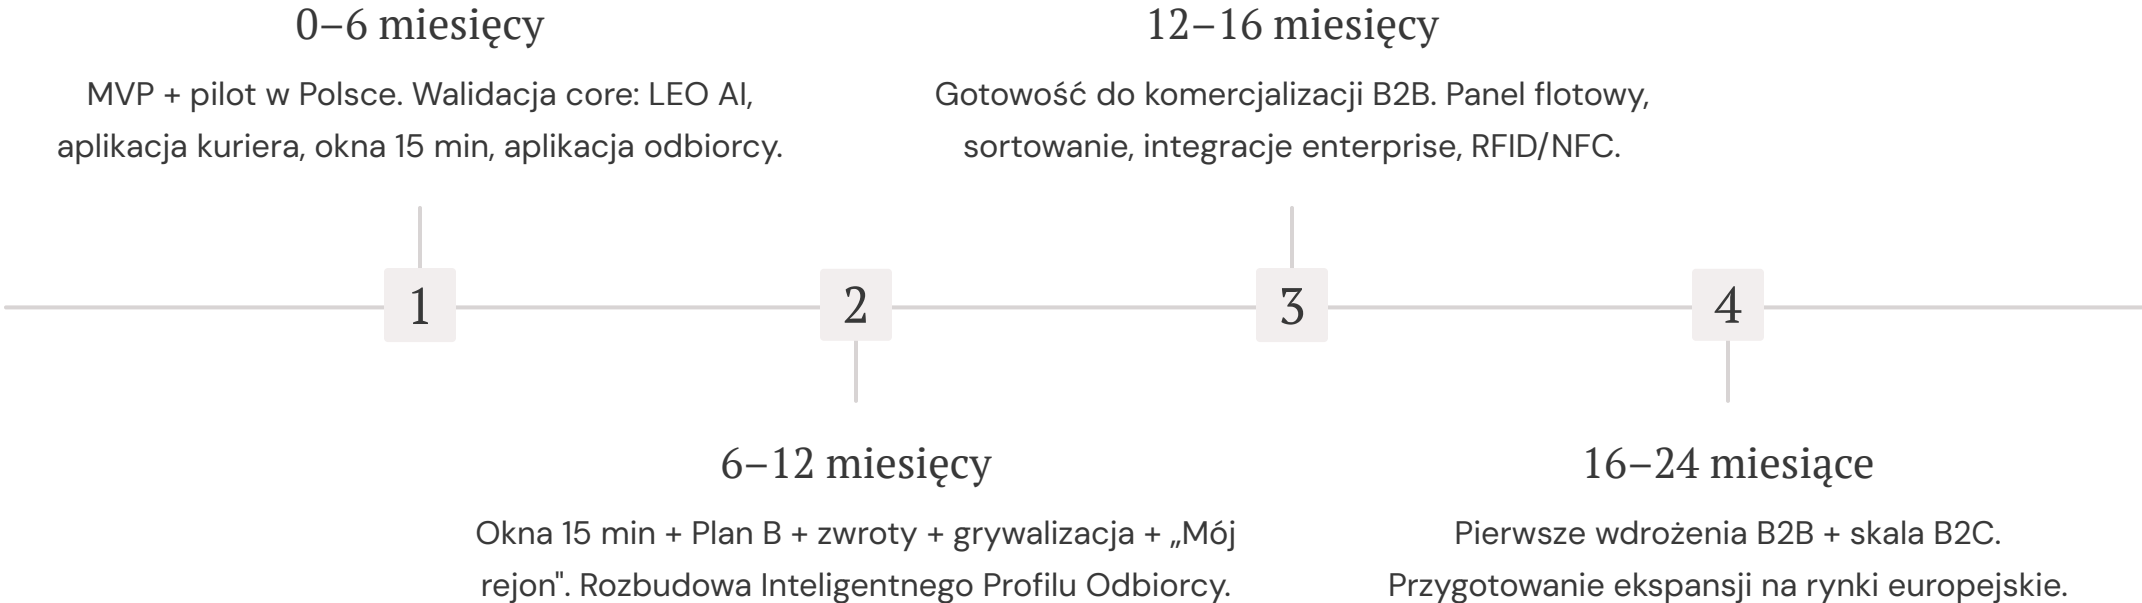 0–6 miesięcy
MVP + pilot w Polsce. Walidacja core: LEO AI,
aplikacja kuriera, okna 15 min, aplikacja odbiorcy.
12–16 miesięcy
Gotowość do komercjalizacji B2B. Panel flotowy,
sortowanie, integracje enterprise, RFID/NFC.
1
2
3
4
6–12 miesięcy
Okna 15 min + Plan B + zwroty + grywalizacja + „Mój
rejon". Rozbudowa Inteligentnego Profilu Odbiorcy.
16–24 miesiące
Pierwsze wdrożenia B2B + skala B2C.
Przygotowanie ekspansji na rynki europejskie.